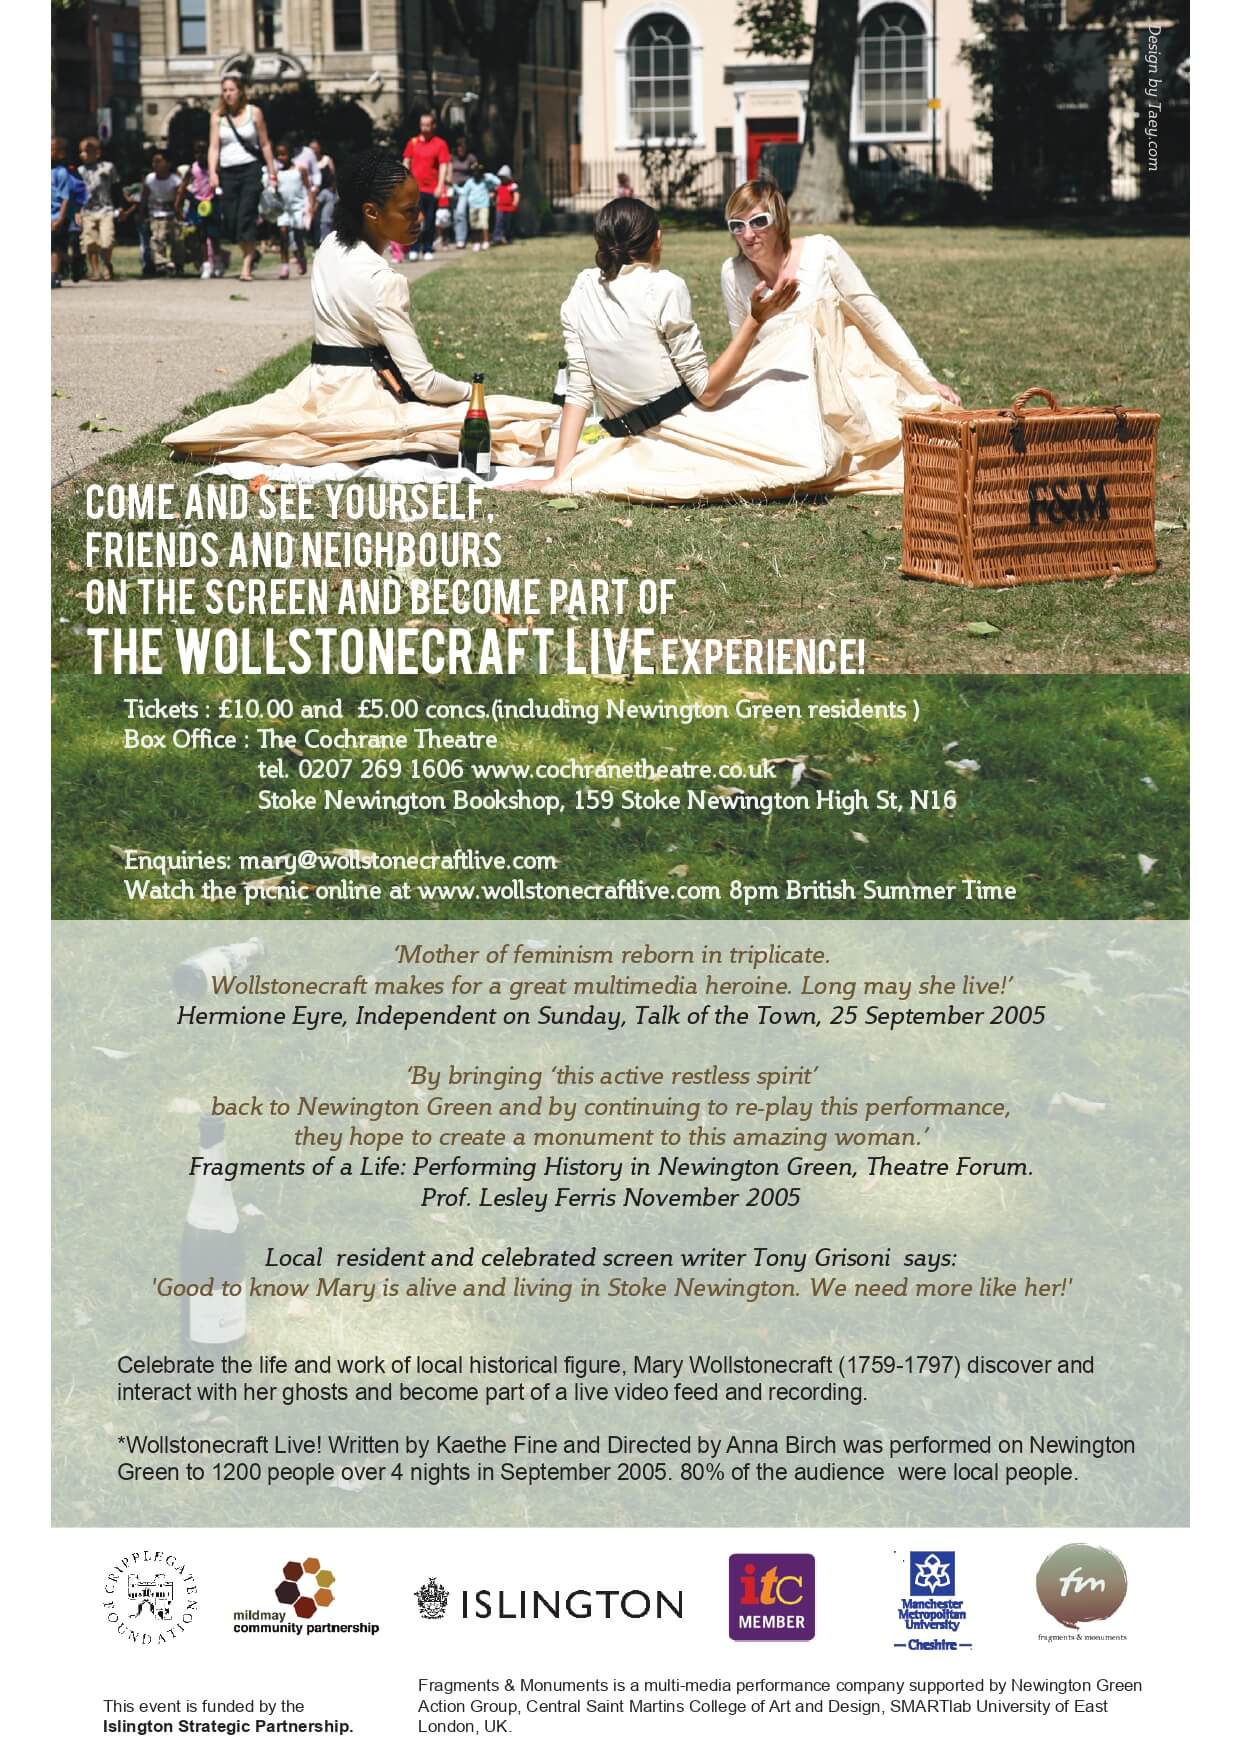 Design by Taey.com
F&M
COME AND SEE YOURSELF,
FRIENDS AND NEIGHBOURS
ON THE SCREEN AND BECOME PART OF
THE WOLLSTONECRAFT LIVE EXPERIENCE!
Tickets : £10.00 and £5.00 concs.(including Newington Green residents )
Box Office : The Cochrane Theatre
tel. 0207 269 1606 www.cochranetheatre.co.uk
Stoke Newington Bookshop, 159 Stoke Newington High St, N16
Enquiries: mary@wollstonecraftlive.com
Watch the picnic online at www.wollstonecraftlive.com 8pm British Summer Time
‘Mother of feminism reborn in triplicate.
Wollstonecraft makes for a great multimedia heroine. Long may she live!’
Hermione Eyre, Independent on Sunday, Talk of the Town, 25 September 2005
‘By bringing ‘this active restless spirit’
back to Newington Green and by continuing to re-play this performance,
they hope to create a monument to this amazing woman.’
Fragments of a Life: Performing History in Newington Green, Theatre Forum.
Prof. Lesley Ferris November 2005
Local resident and celebrated screen writer Tony Grisoni says:
'Good to know Mary is alive and living in Stoke Newington. We need more like her!'
Celebrate the life and work of local historical figure, Mary Wollstonecraft (1759-1797) discover and
interact with her ghosts and become part of a live video feed and recording.
*Wollstonecraft Live! Written by Kaethe Fine and Directed by Anna Birch was performed on Newington
Green to 1200 people over 4 nights in September 2005. 80% of the audience were local people.
CRIPPLEGATE FOUNDATION
mildmay
community partnership
ISLINGTON
itc
MEMBER
Manchester
Metropolitan
University
Cheshire
fm
fragments & monuments
This event is funded by the
Islington Strategic Partnership.
Fragments & Monuments is a multi-media performance company supported by Newington Green
Action Group, Central Saint Martins College of Art and Design, SMARTlab University of East
London, UK.